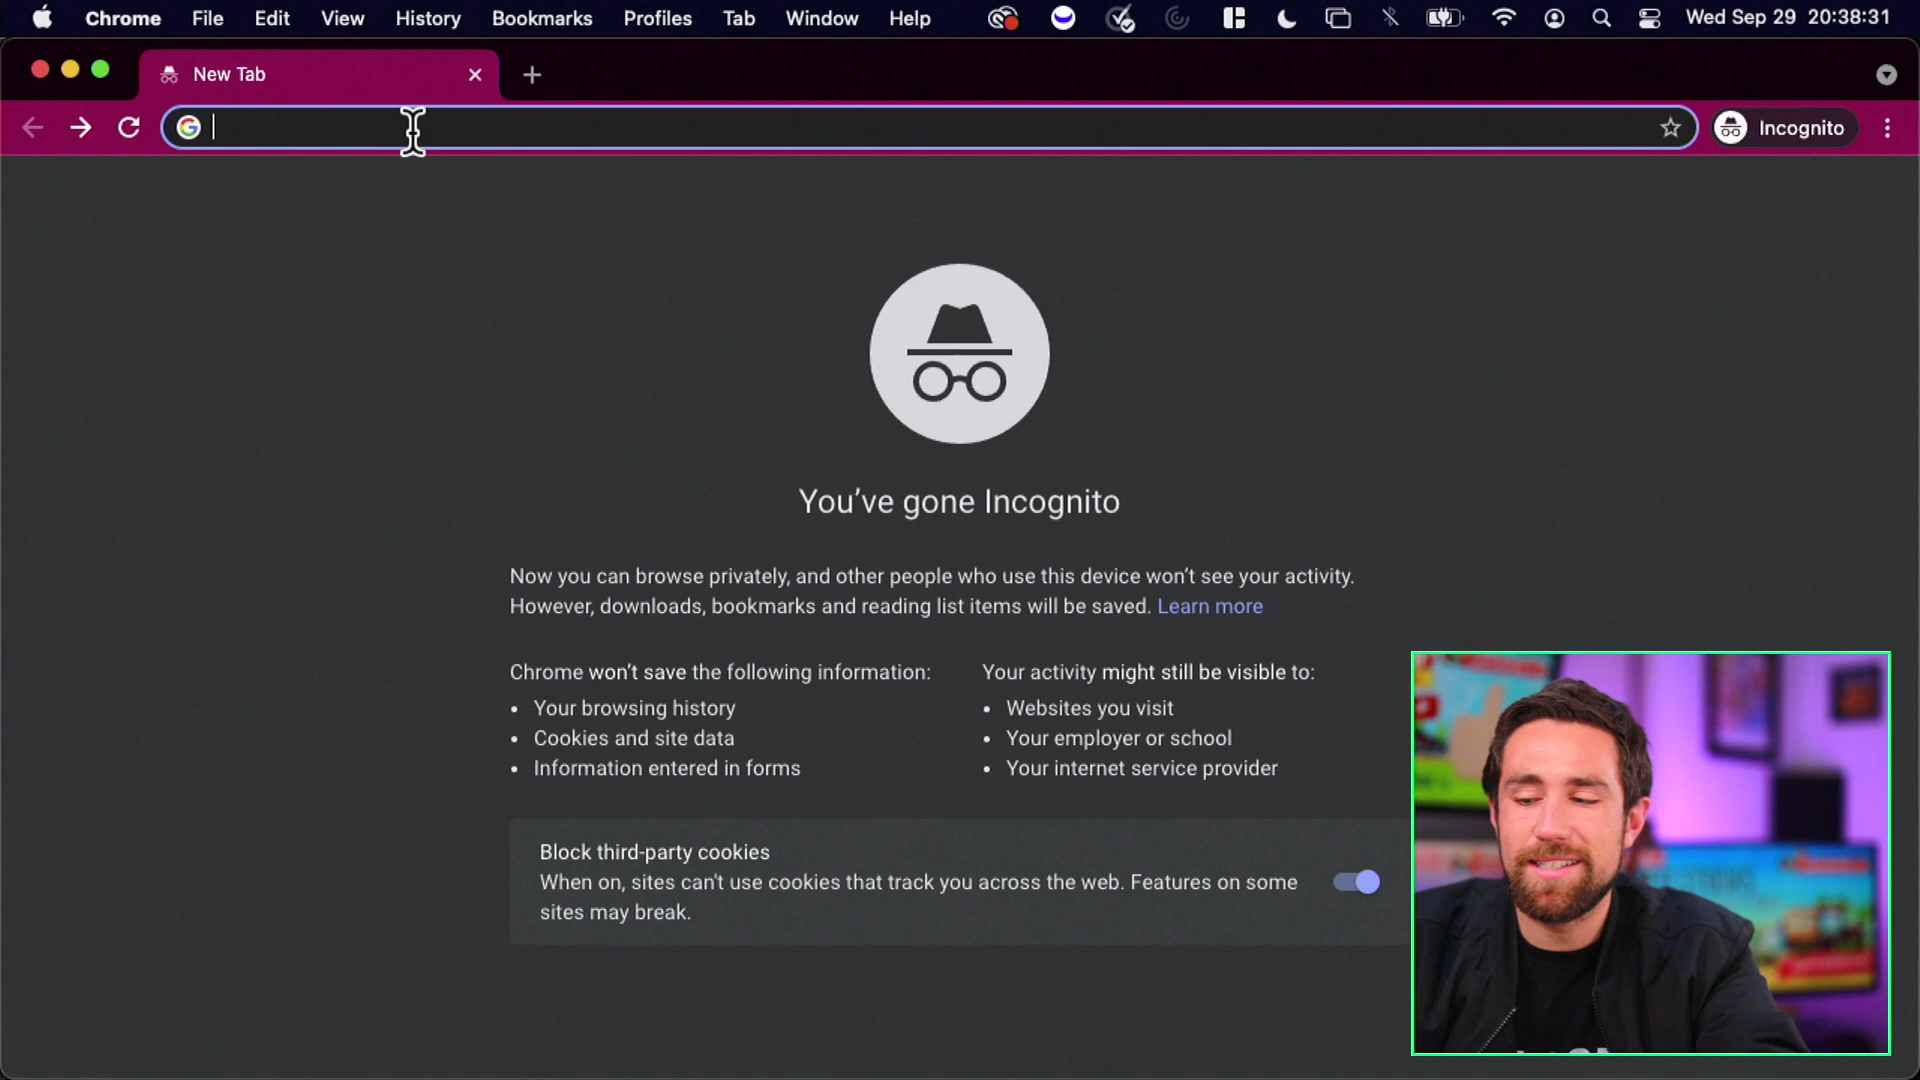 Chrome File Edit View History Bookmarks Profiles Tab Window Help Wed Sep 29 20:38:31
New Tab
Incognito
You've gone Incognito
Now you can browse privately, and other people who use this device won't see your activity.
However, downloads, bookmarks and reading list items will be saved. Learn more
Chrome won't save the following information:
• Your browsing history
• Cookies and site data
• Information entered in forms
Your activity might still be visible to:
• Websites you visit
• Your employer or school
• Your internet service provider
Block third-party cookies
When on, sites can't use cookies that track you across the web. Features on some
sites may break.